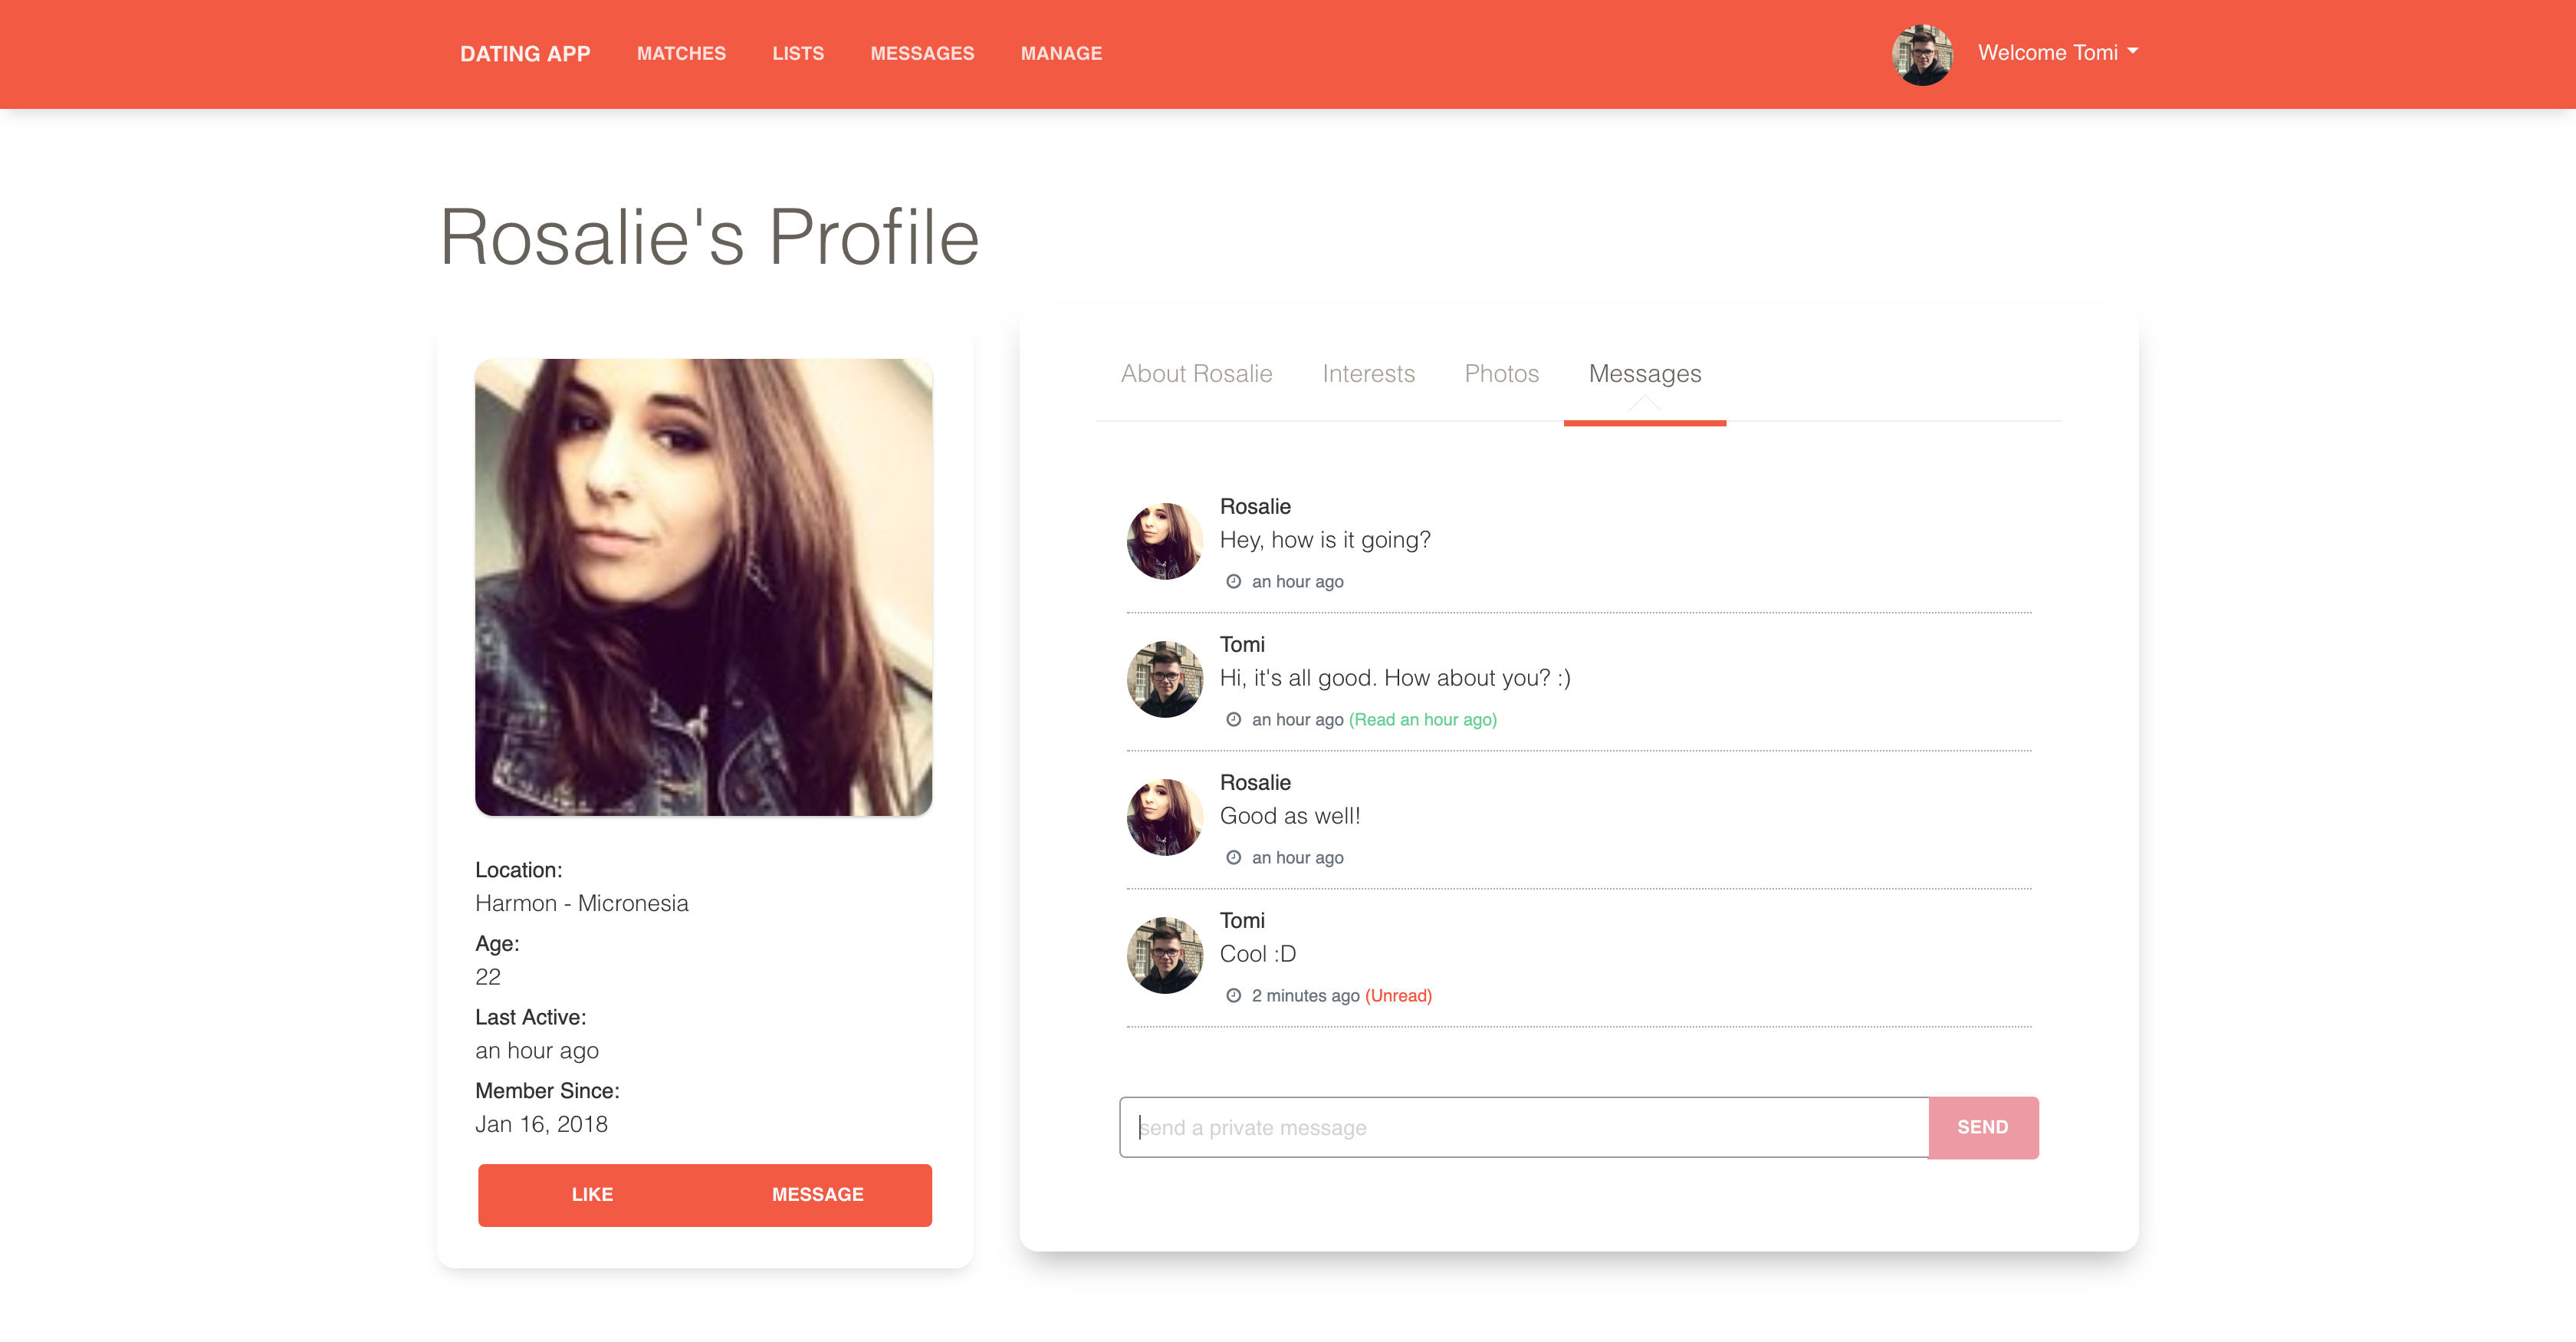 DATING APP MATCHES LISTS MESSAGES MANAGE Welcome Tomi
Rosalie's Profile
Location:
Harmon - Micronesia
Age:
22
Last Active:
an hour ago
Member Since:
Jan 16, 2018
LIKE MESSAGE
About Rosalie Interests Photos Messages
Rosalie
Hey, how is it going?
an hour ago
Tomi
Hi, it's all good. How about you? :)
an hour ago (Read an hour ago)
Rosalie
Good as well!
an hour ago
Tomi
Cool :D
2 minutes ago (Unread)
send a private message SEND